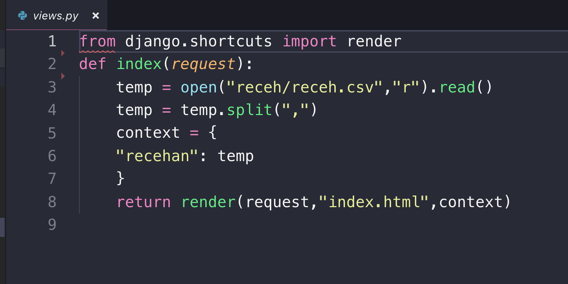 views.py ×
1 from django.shortcuts import render
2 def index(request):
3 temp = open("receh/receh.csv","r").read()
4 temp = temp.split(",")
5 context = {
6 "recehan": temp
7 }
8 return render(request,"index.html",context)
9